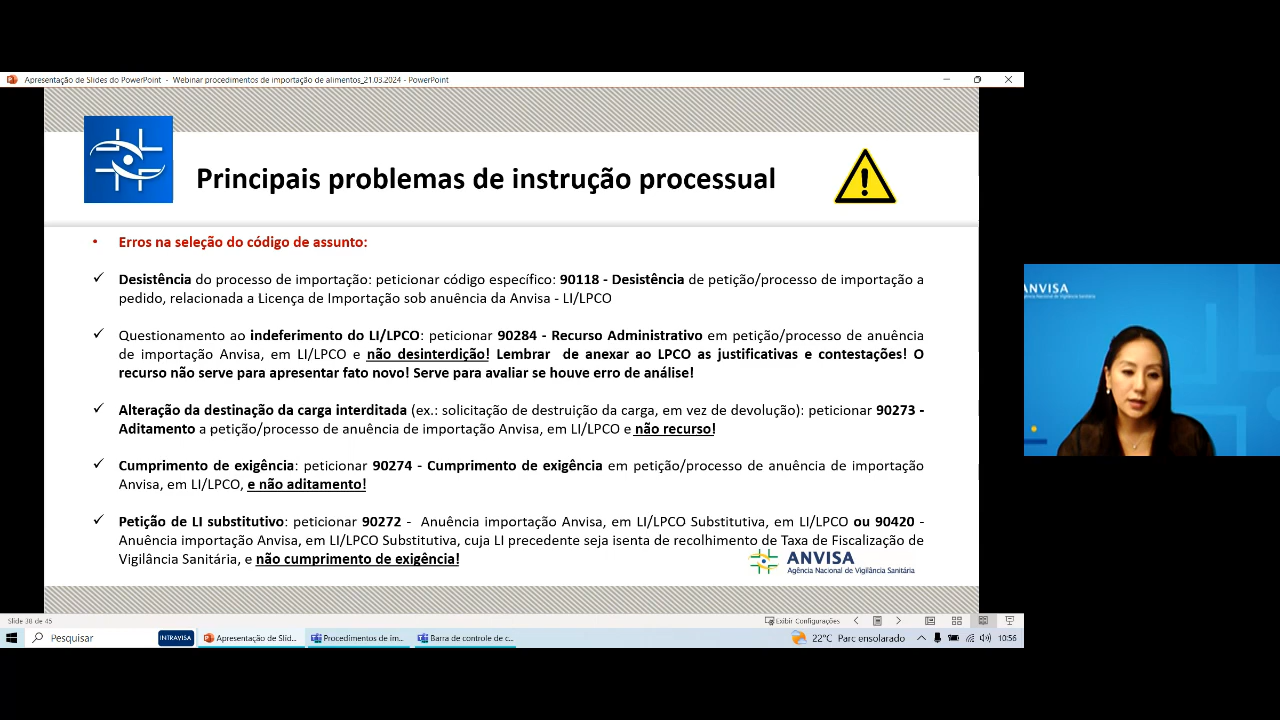 Apresentação de Slides do PowerPoint - Webinar procedimentos de importação de alimentos_21.03.2024 - PowerPoint
Principais problemas de instrução processual
• Erros na seleção do código de assunto:
✓ Desistência do processo de importação: peticionar código específico: 90118 - Desistência de petição/processo de importação a
pedido, relacionada a Licença de Importação sob anuência da Anvisa - LI/LPCO
✓ Questionamento ao indeferimento do LI/LPCO: peticionar 90284 - Recurso Administrativo em petição/processo de anuência
de importação Anvisa, em LI/LPCO e não desinterdição! Lembrar de anexar ao LPCO as justificativas e contestações! O
recurso não serve para apresentar fato novo! Serve para avaliar se houve erro de análise!
✓ Alteração da destinação da carga interditada (ex.: solicitação de destruição da carga, em vez de devolução): peticionar 90273 -
Aditamento a petição/processo de anuência de importação Anvisa, em LI/LPCO e não recurso!
✓ Cumprimento de exigência: peticionar 90274 - Cumprimento de exigência em petição/processo de anuência de importação
Anvisa, em LI/LPCO, e não aditamento!
✓ Petição de LI substitutivo: peticionar 90272 - Anuência importação Anvisa, em LI/LPCO Substitutiva, em LI/LPCO ou 90420 -
Anuência importação Anvisa, em LI/LPCO Substitutiva, cuja LI precedente seja isenta de recolhimento de Taxa de Fiscalização de
Vigilância Sanitária, e não cumprimento de exigência!
ANVISA
Agência Nacional de Vigilância Sanitária
ANVISA
Agência Nacional de Vigilância Sanitária
Slide 38 de 45
Exibir Configurações
Pesquisar
INTRAVISA
Apresentação de Slid...
Procedimentos de im...
Barra de controle de c...
22°C Parc ensolarado
10:56